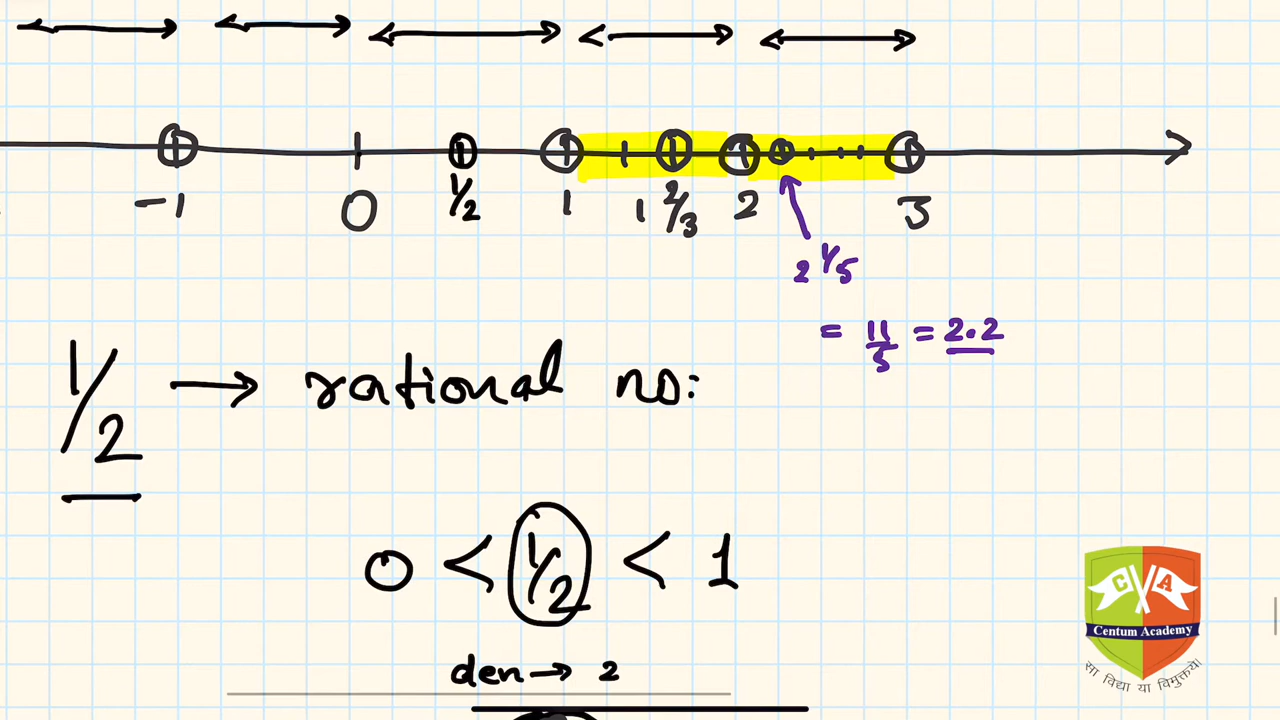 -1 0 1/2 1 1 2/3 2 3
2 1/5
= 11/5 = 2.2
1/2 → rational no:
0 < 1/2 < 1
den → 2
C A
Centum Academy
सा विद्या या विमुक्तये।